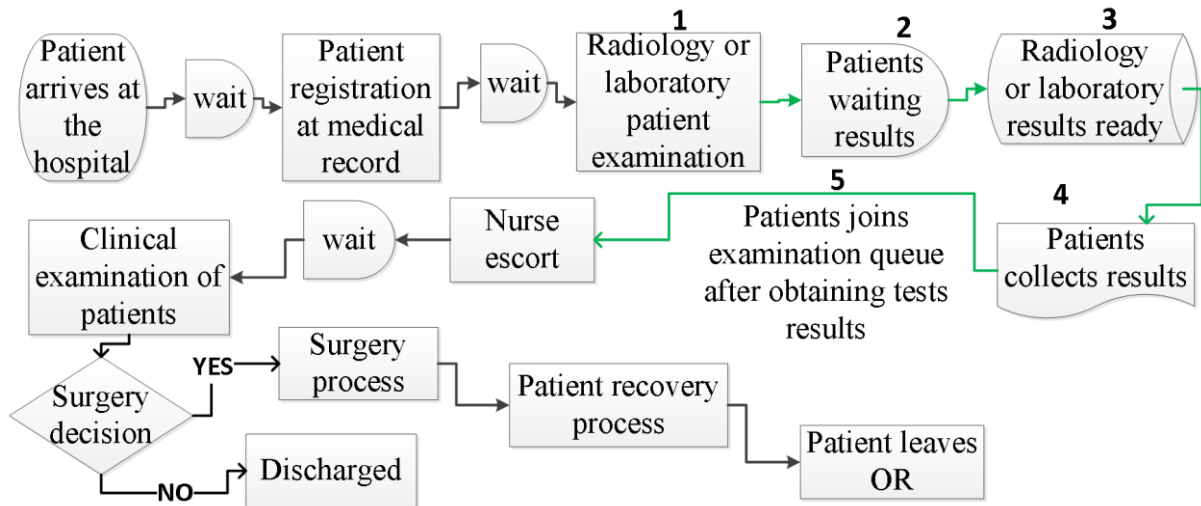 Patient
arrives at
the
hospital
wait
Patient
registration
at medical
record
wait
1
Radiology or
laboratory
patient
examination
2
Patients
waiting
results
3
Radiology
or laboratory
results ready
4
Patients
collects results
5
Patients joins
examination queue
after obtaining tests
results
Nurse
escort
wait
Clinical
examination of
patients
Surgery
decision
YES
Surgery
process
Patient recovery
process
Patient leaves
OR
NO
Discharged